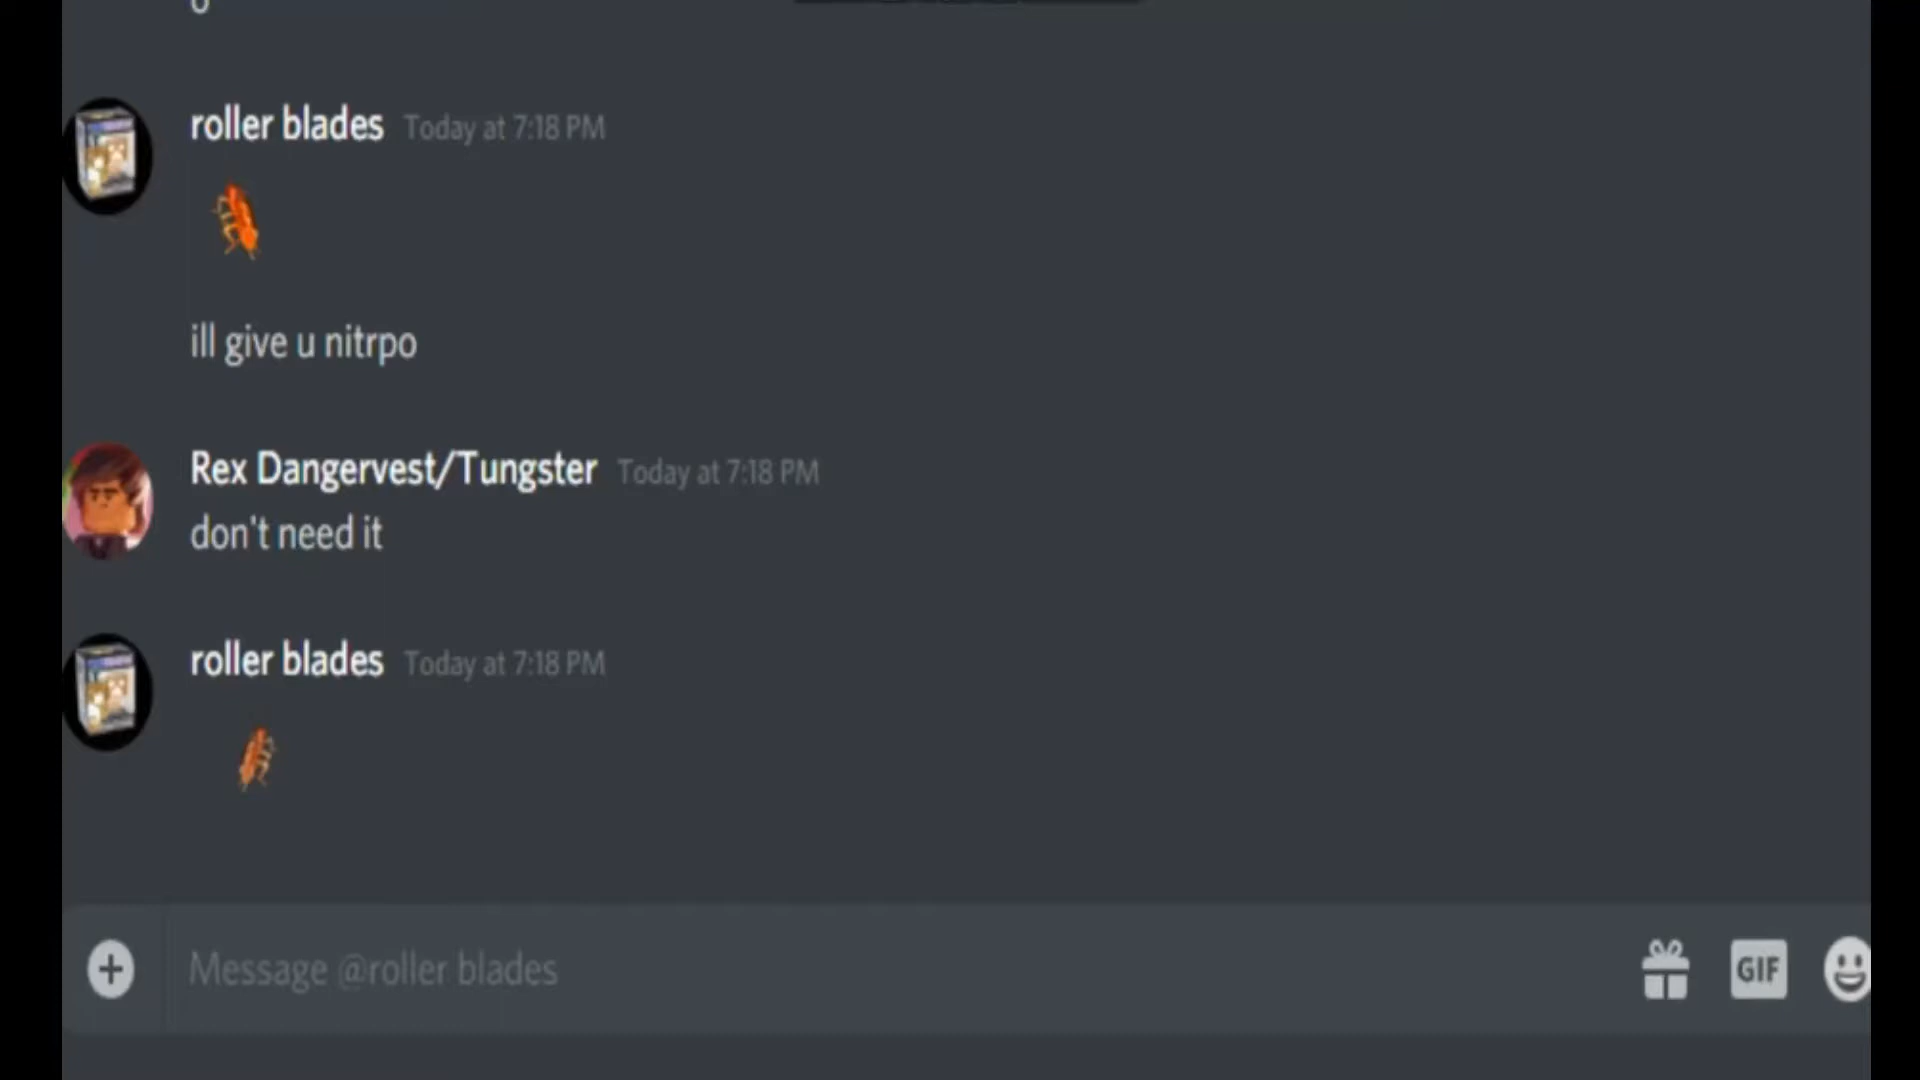 roller blades Today at 7:18 PM
ill give u nitrpo
Rex Dangervest/Tungster Today at 7:18 PM
don't need it
roller blades Today at 7:18 PM
Message @roller blades
GIF